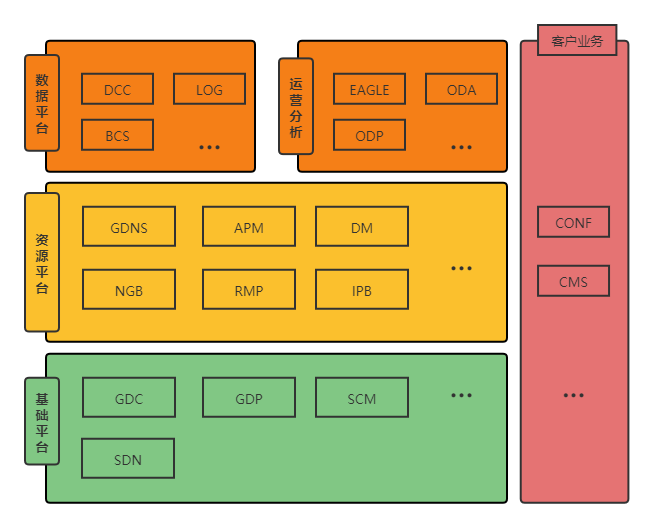 客户业务
数据平台
DCC
LOG
BCS
...
运营分析
EAGLE
ODA
ODP
...
资源平台
GDNS
APM
DM
NGB
RMP
IPB
...
基础平台
GDC
GDP
SCM
...
SDN
CONF
CMS
...